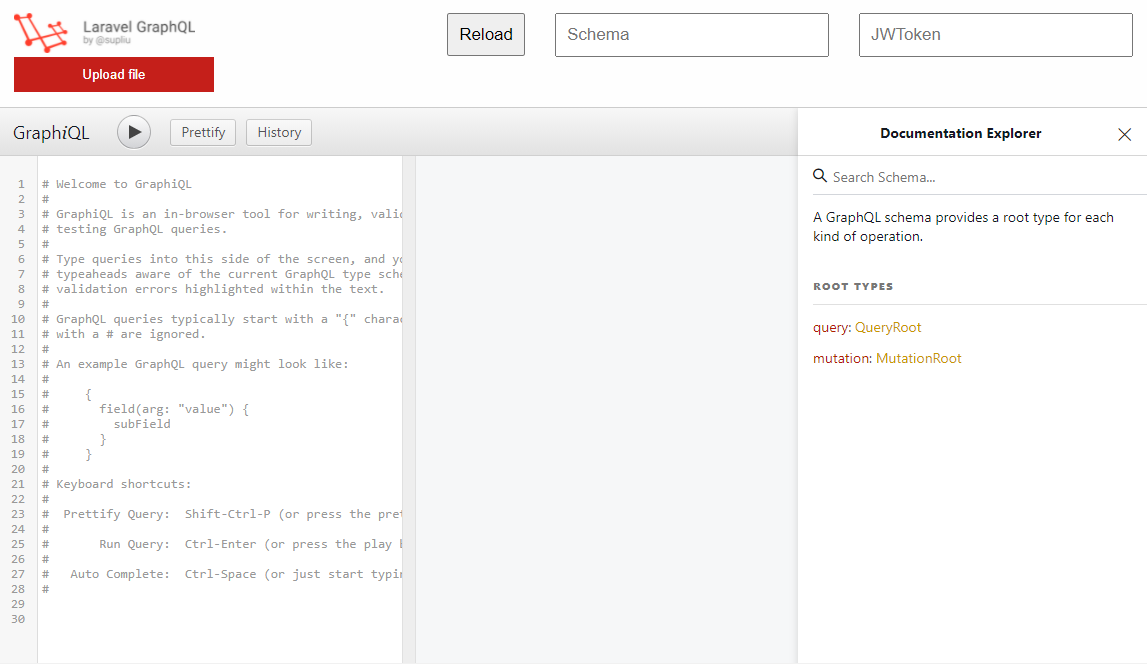 Laravel GraphQL
by @supliu
Upload file
Reload
Schema
JWToken
GraphiQL
Prettify
History
1 # Welcome to GraphiQL
2 #
3 # GraphiQL is an in-browser tool for writing, valid
4 # testing GraphQL queries.
5 #
6 # Type queries into this side of the screen, and yo
7 # typeaheads aware of the current GraphQL type sche
8 # validation errors highlighted within the text.
9 #
10 # GraphQL queries typically start with a "{" charac
11 # with a # are ignored.
12 #
13 # An example GraphQL query might look like:
14 #
15 #     {
16 #       field(arg: "value") {
17 #         subField
18 #       }
19 #     }
20 #
21 # Keyboard shortcuts:
22 #
23 #  Prettify Query:  Shift-Ctrl-P (or press the pret
24 #
25 #       Run Query:  Ctrl-Enter (or press the play b
26 #
27 #   Auto Complete:  Ctrl-Space (or just start typin
28 #
29
30
Documentation Explorer
Search Schema...
A GraphQL schema provides a root type for each
kind of operation.
ROOT TYPES
query: QueryRoot
mutation: MutationRoot